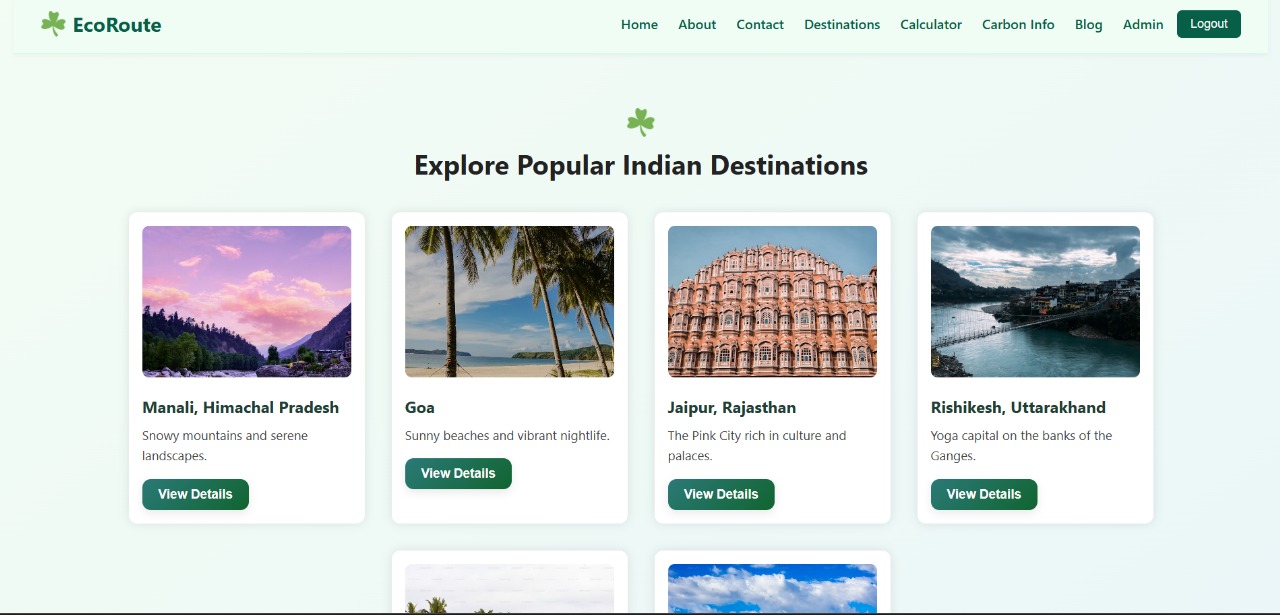 EcoRoute
Home About Contact Destinations Calculator Carbon Info Blog Admin Logout
Explore Popular Indian Destinations
Manali, Himachal Pradesh
Snowy mountains and serene
landscapes.
View Details
Goa
Sunny beaches and vibrant nightlife.
View Details
Jaipur, Rajasthan
The Pink City rich in culture and
palaces.
View Details
Rishikesh, Uttarakhand
Yoga capital on the banks of the
Ganges.
View Details